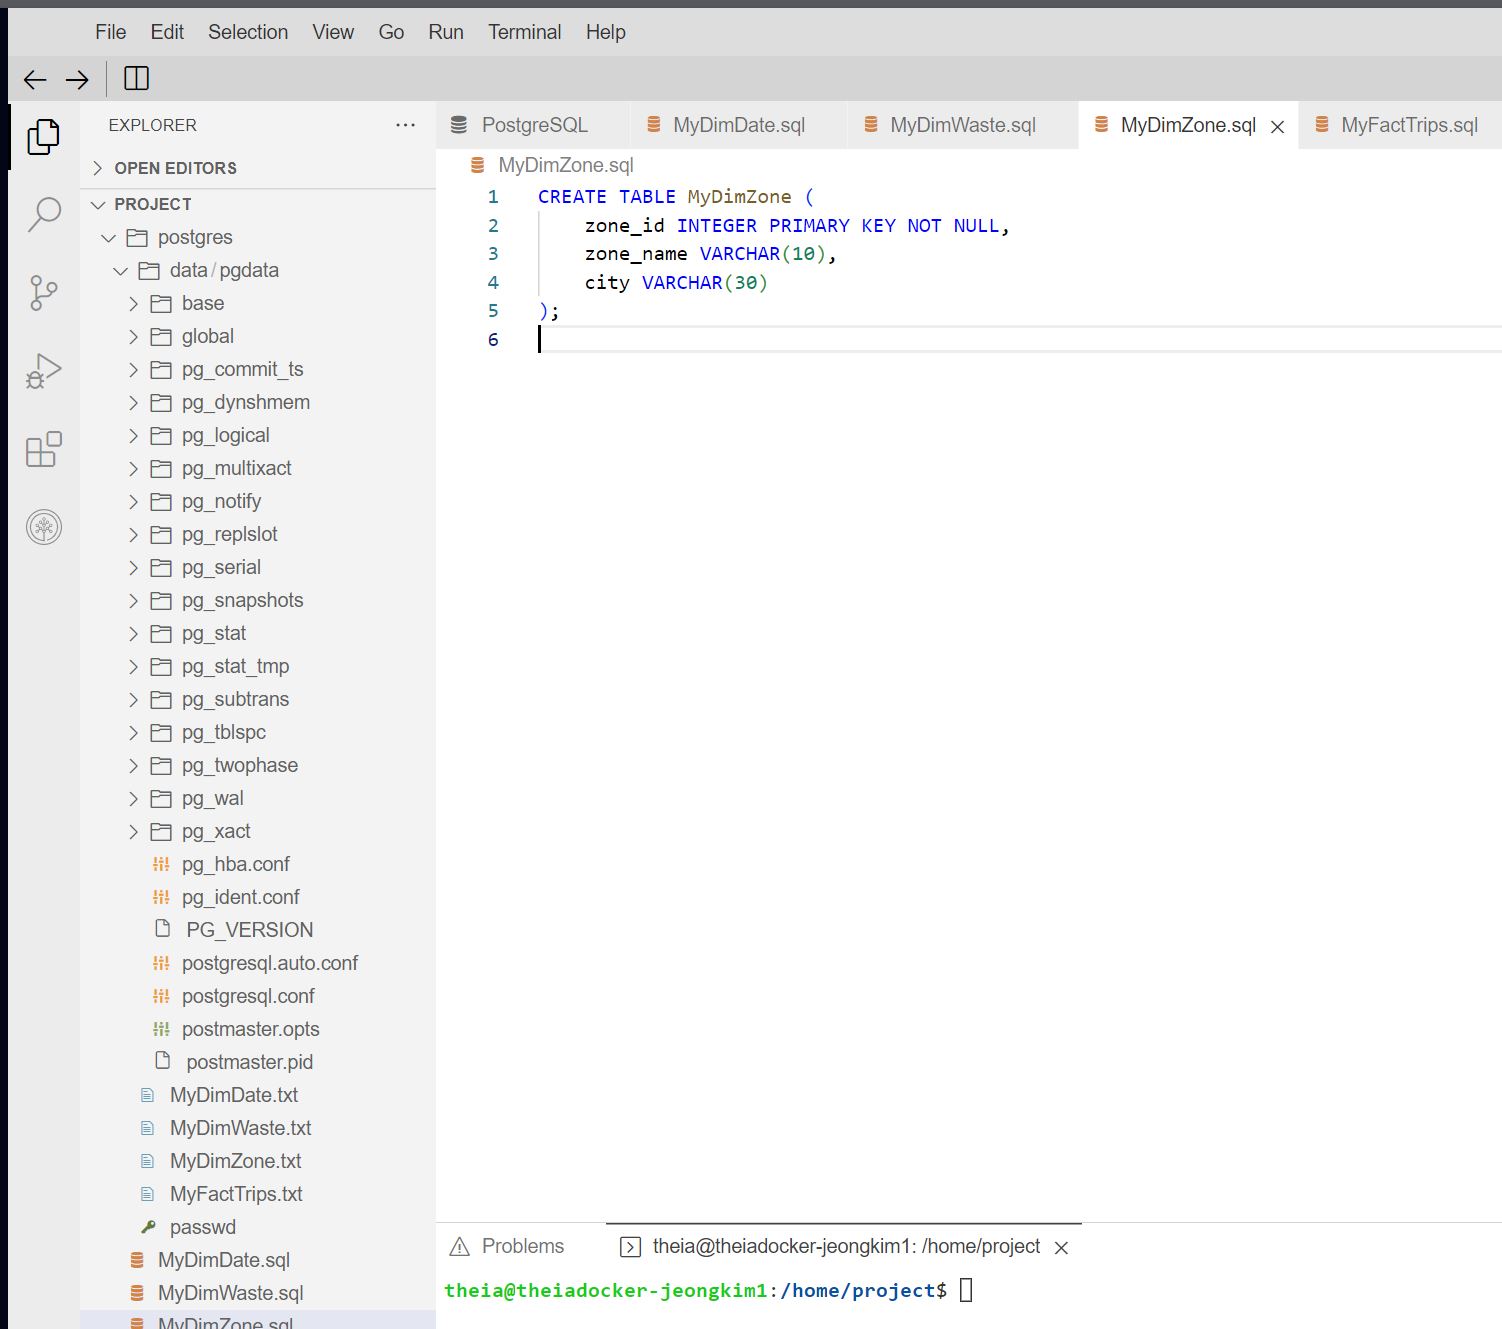 File Edit Selection View Go Run Terminal Help
EXPLORER
OPEN EDITORS
PROJECT
postgres
data / pgdata
base
global
pg_commit_ts
pg_dynshmem
pg_logical
pg_multixact
pg_notify
pg_replslot
pg_serial
pg_snapshots
pg_stat
pg_stat_tmp
pg_subtrans
pg_tblspc
pg_twophase
pg_wal
pg_xact
pg_hba.conf
pg_ident.conf
PG_VERSION
postgresql.auto.conf
postgresql.conf
postmaster.opts
postmaster.pid
MyDimDate.txt
MyDimWaste.txt
MyDimZone.txt
MyFactTrips.txt
passwd
MyDimDate.sql
MyDimWaste.sql
MyDimZone.sql
PostgreSQL MyDimDate.sql MyDimWaste.sql MyDimZone.sql MyFactTrips.sql
MyDimZone.sql
1 CREATE TABLE MyDimZone (
2 zone_id INTEGER PRIMARY KEY NOT NULL,
3 zone_name VARCHAR(10),
4 city VARCHAR(30)
5 );
6
Problems theia@theiadocker-jeongkim1: /home/project
theia@theiadocker-jeongkim1:/home/project$